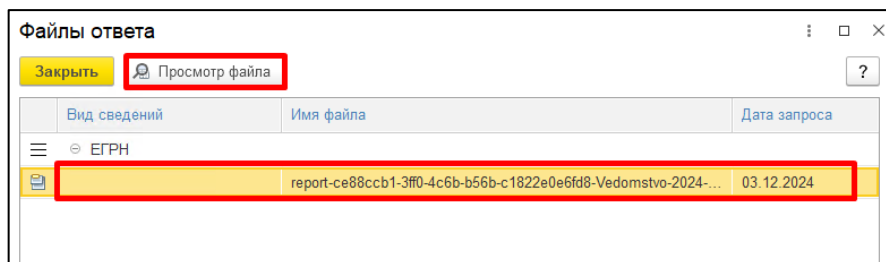 Файлы ответа
Закрыть Просмотр файла ?
Вид сведений Имя файла Дата запроса
ЕГРН
report-ce88ccb1-3ff0-4c6b-b56b-c1822e0e6fd8-Vedomstvo-2024-... 03.12.2024